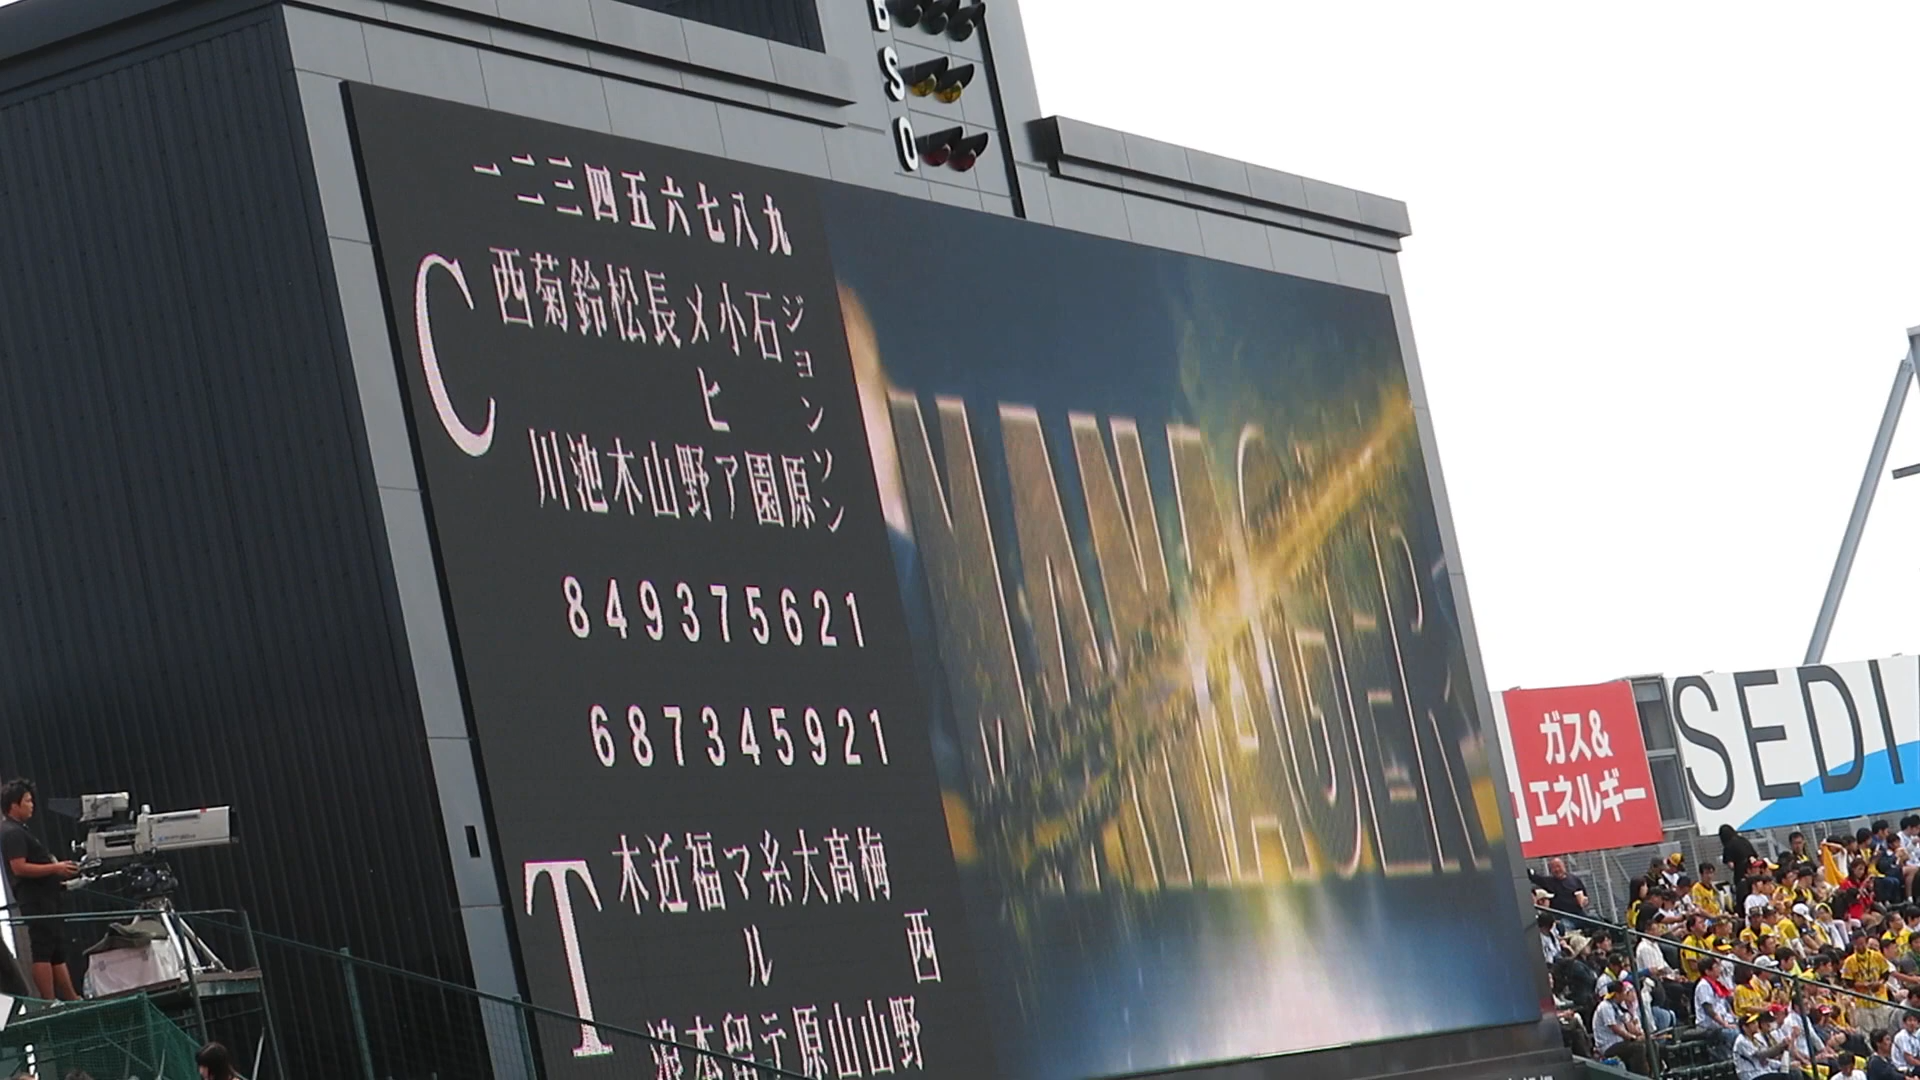 B
S
O
一二三四五六七八九
C
西川
菊池
鈴木
松山
長野
メヒア
小園
石原
ジョンソン
849375621
687345921
T
木浪
近本
福留
マルテ
糸原
大山
髙山
梅野
西
MANAGER
ガス&
エネルギー
SEDI